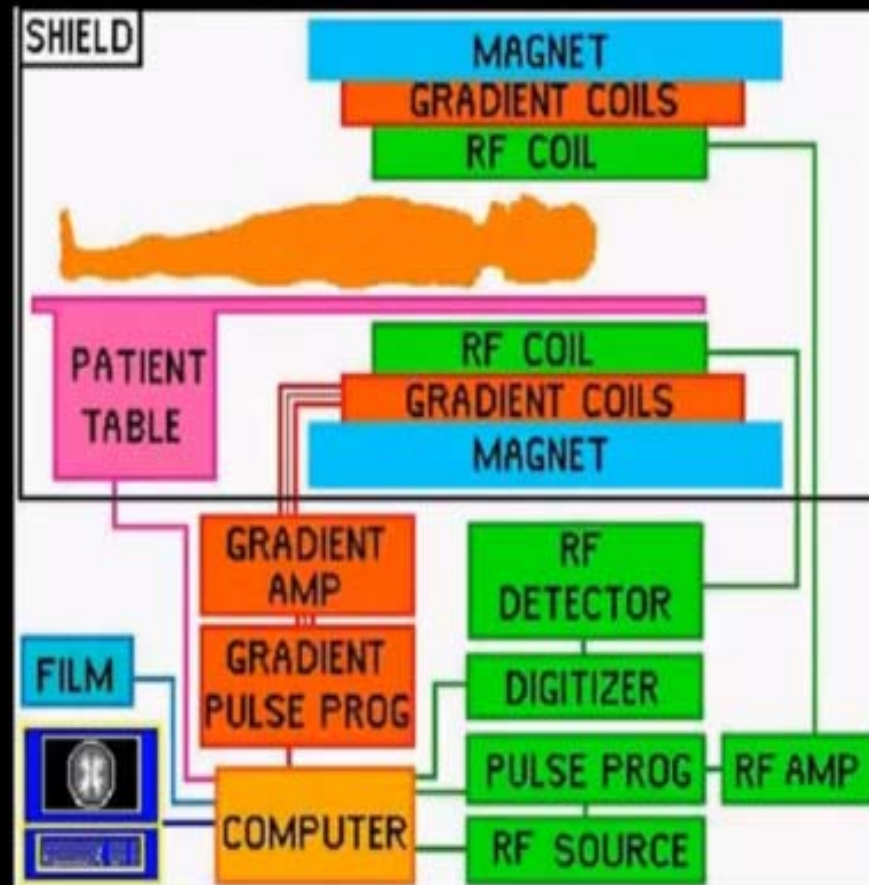 SHIELD
MAGNET
GRADIENT COILS
RF COIL
RF COIL
GRADIENT COILS
MAGNET
PATIENT
TABLE
GRADIENT
AMP
RF
DETECTOR
FILM
GRADIENT
PULSE PROG
DIGITIZER
COMPUTER
PULSE PROG
RF AMP
RF SOURCE